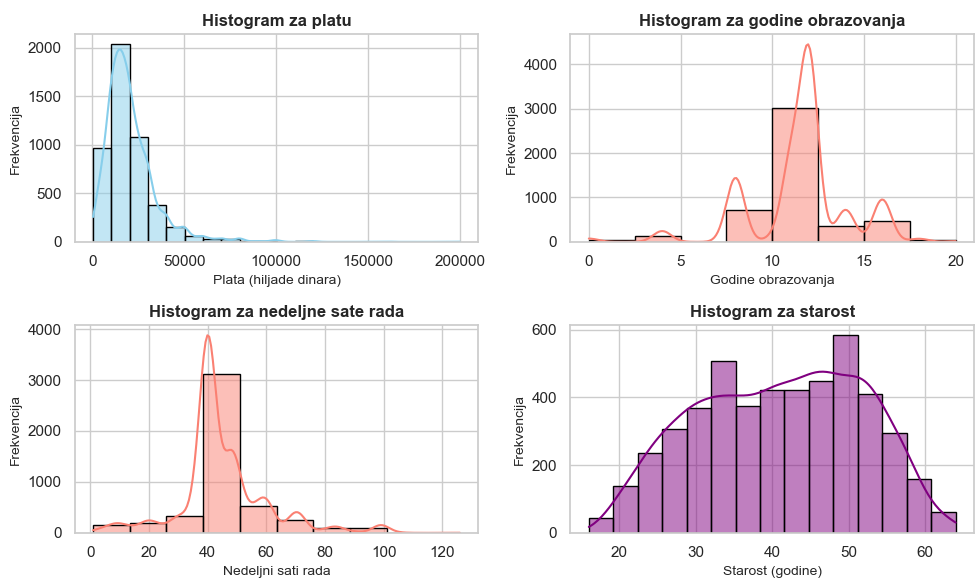 Histogram za platu
Frekvencija
2000
1500
1000
500
0
0 50000 100000 150000 200000
Plata (hiljade dinara)
Histogram za godine obrazovanja
Frekvencija
4000
3000
2000
1000
0
0 5 10 15 20
Godine obrazovanja
Histogram za nedeljne sate rada
Frekvencija
4000
3000
2000
1000
0
0 20 40 60 80 100 120
Nedeljni sati rada
Histogram za starost
Frekvencija
600
400
200
0
20 30 40 50 60
Starost (godine)